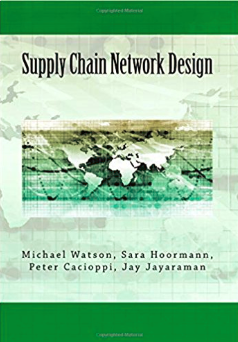 Supply Chain Network Design
Michael Watson, Sara Hoormann,
Peter Cacioppi, Jay Jayaraman